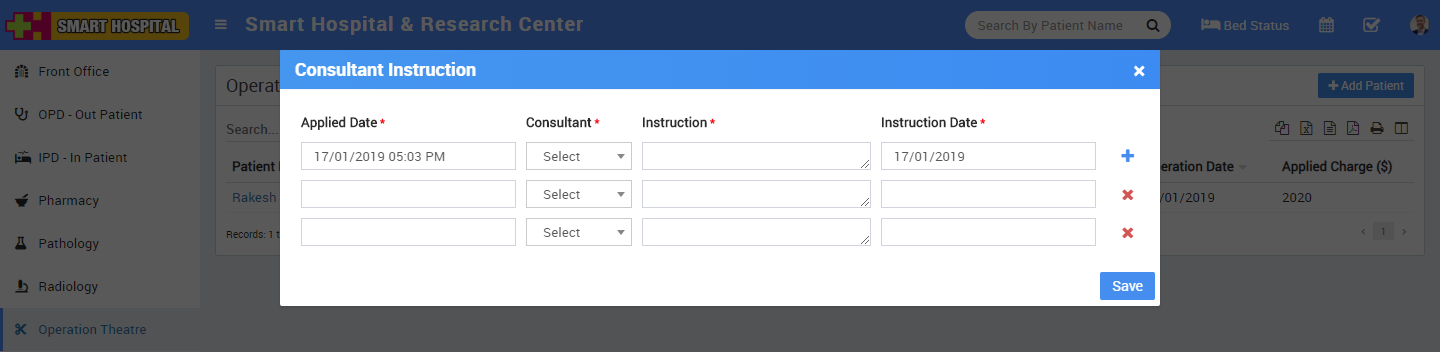 SMART HOSPITAL
Smart Hospital & Research Center
Search By Patient Name
Bed Status
Front Office
OPD - Out Patient
IPD - In Patient
Pharmacy
Pathology
Radiology
Operation Theatre
Operat
Add Patient
Search...
Patient
eration Date
Applied Charge ($)
Rakesh
/01/2019
2020
Records: 1 t
1
Consultant Instruction
×
Applied Date * Consultant * Instruction * Instruction Date *
17/01/2019 05:03 PM Select 17/01/2019
Select
Select
Save